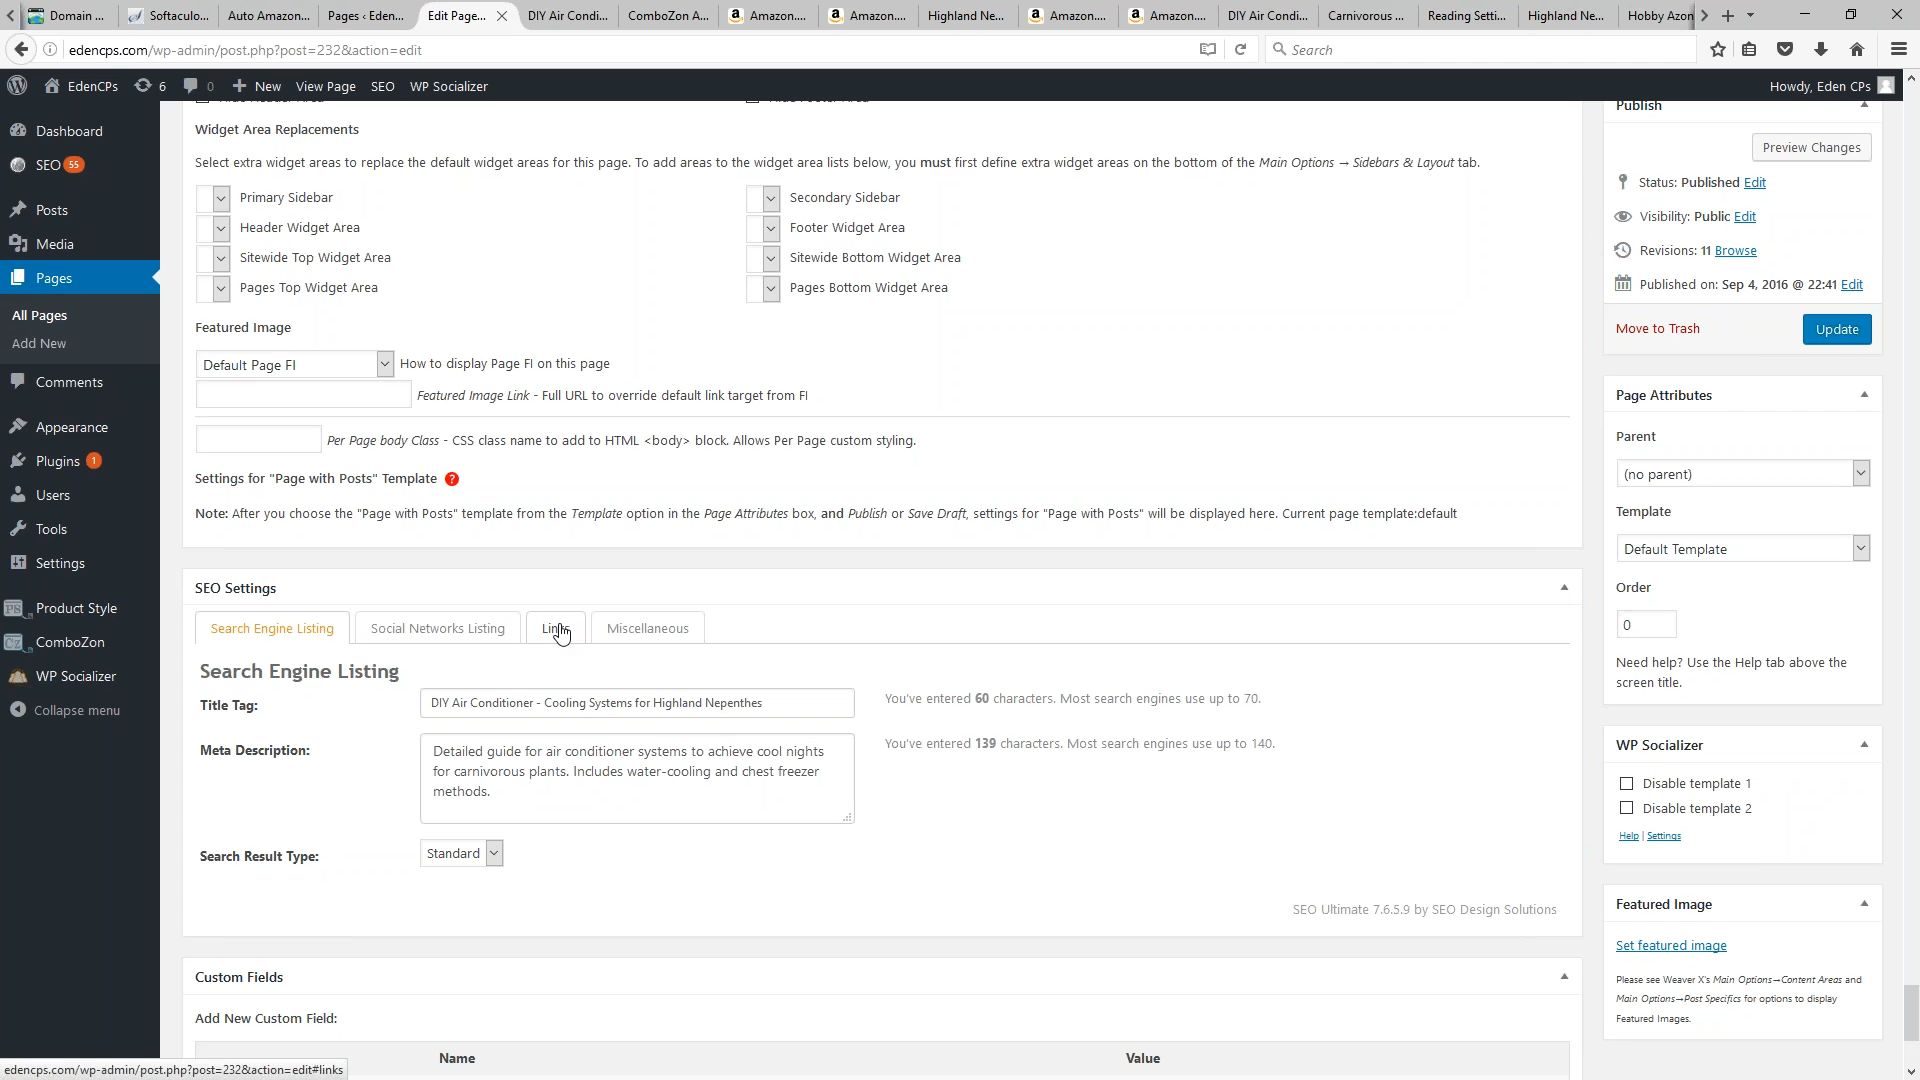 Domain ...
Softaculo...
Auto Amazon...
Pages ‹ Eden...
Edit Page...
DIY Air Condi...
ComboZon A...
Amazon....
Amazon....
Highland Ne...
Amazon....
Amazon....
DIY Air Condi...
Carnivorous ...
Reading Setti...
Highland Ne...
Hobby Azon
edencps.com/wp-admin/post.php?post=232&action=edit
Search
EdenCPs
6
0
New
View Page
SEO
WP Socializer
Howdy, Eden CPs
Dashboard
SEO 55
Posts
Media
Pages
All Pages
Add New
Comments
Appearance
Plugins 1
Users
Tools
Settings
Product Style
ComboZon
WP Socializer
Collapse menu
Widget Area Replacements
Select extra widget areas to replace the default widget areas for this page. To add areas to the widget area lists below, you must first define extra widget areas on the bottom of the Main Options → Sidebars & Layout tab.
Primary Sidebar
Secondary Sidebar
Header Widget Area
Footer Widget Area
Sitewide Top Widget Area
Sitewide Bottom Widget Area
Pages Top Widget Area
Pages Bottom Widget Area
Featured Image
Default Page FI
How to display Page FI on this page
Featured Image Link - Full URL to override default link target from FI
Per Page body Class - CSS class name to add to HTML <body> block. Allows Per Page custom styling.
Settings for "Page with Posts" Template ?
Note: After you choose the "Page with Posts" template from the Template option in the Page Attributes box, and Publish or Save Draft, settings for "Page with Posts" will be displayed here. Current page template:default
SEO Settings
Search Engine Listing
Social Networks Listing
Links
Miscellaneous
Search Engine Listing
Title Tag:
DIY Air Conditioner - Cooling Systems for Highland Nepenthes
You've entered 60 characters. Most search engines use up to 70.
Meta Description:
Detailed guide for air conditioner systems to achieve cool nights
for carnivorous plants. Includes water-cooling and chest freezer
methods.
You've entered 139 characters. Most search engines use up to 140.
Search Result Type:
Standard
SEO Ultimate 7.6.5.9 by SEO Design Solutions
Custom Fields
Add New Custom Field:
Name
Value
Publish
Preview Changes
Status: Published Edit
Visibility: Public Edit
Revisions: 11 Browse
Published on: Sep 4, 2016 @ 22:41 Edit
Move to Trash
Update
Page Attributes
Parent
(no parent)
Template
Default Template
Order
0
Need help? Use the Help tab above the
screen title.
WP Socializer
Disable template 1
Disable template 2
Help | Settings
Featured Image
Set featured image
Please see Weaver X's Main Options→Content Areas and
Main Options→Post Specifics for options to display
Featured Images.
edencps.com/wp-admin/post.php?post=232&action=edit#links